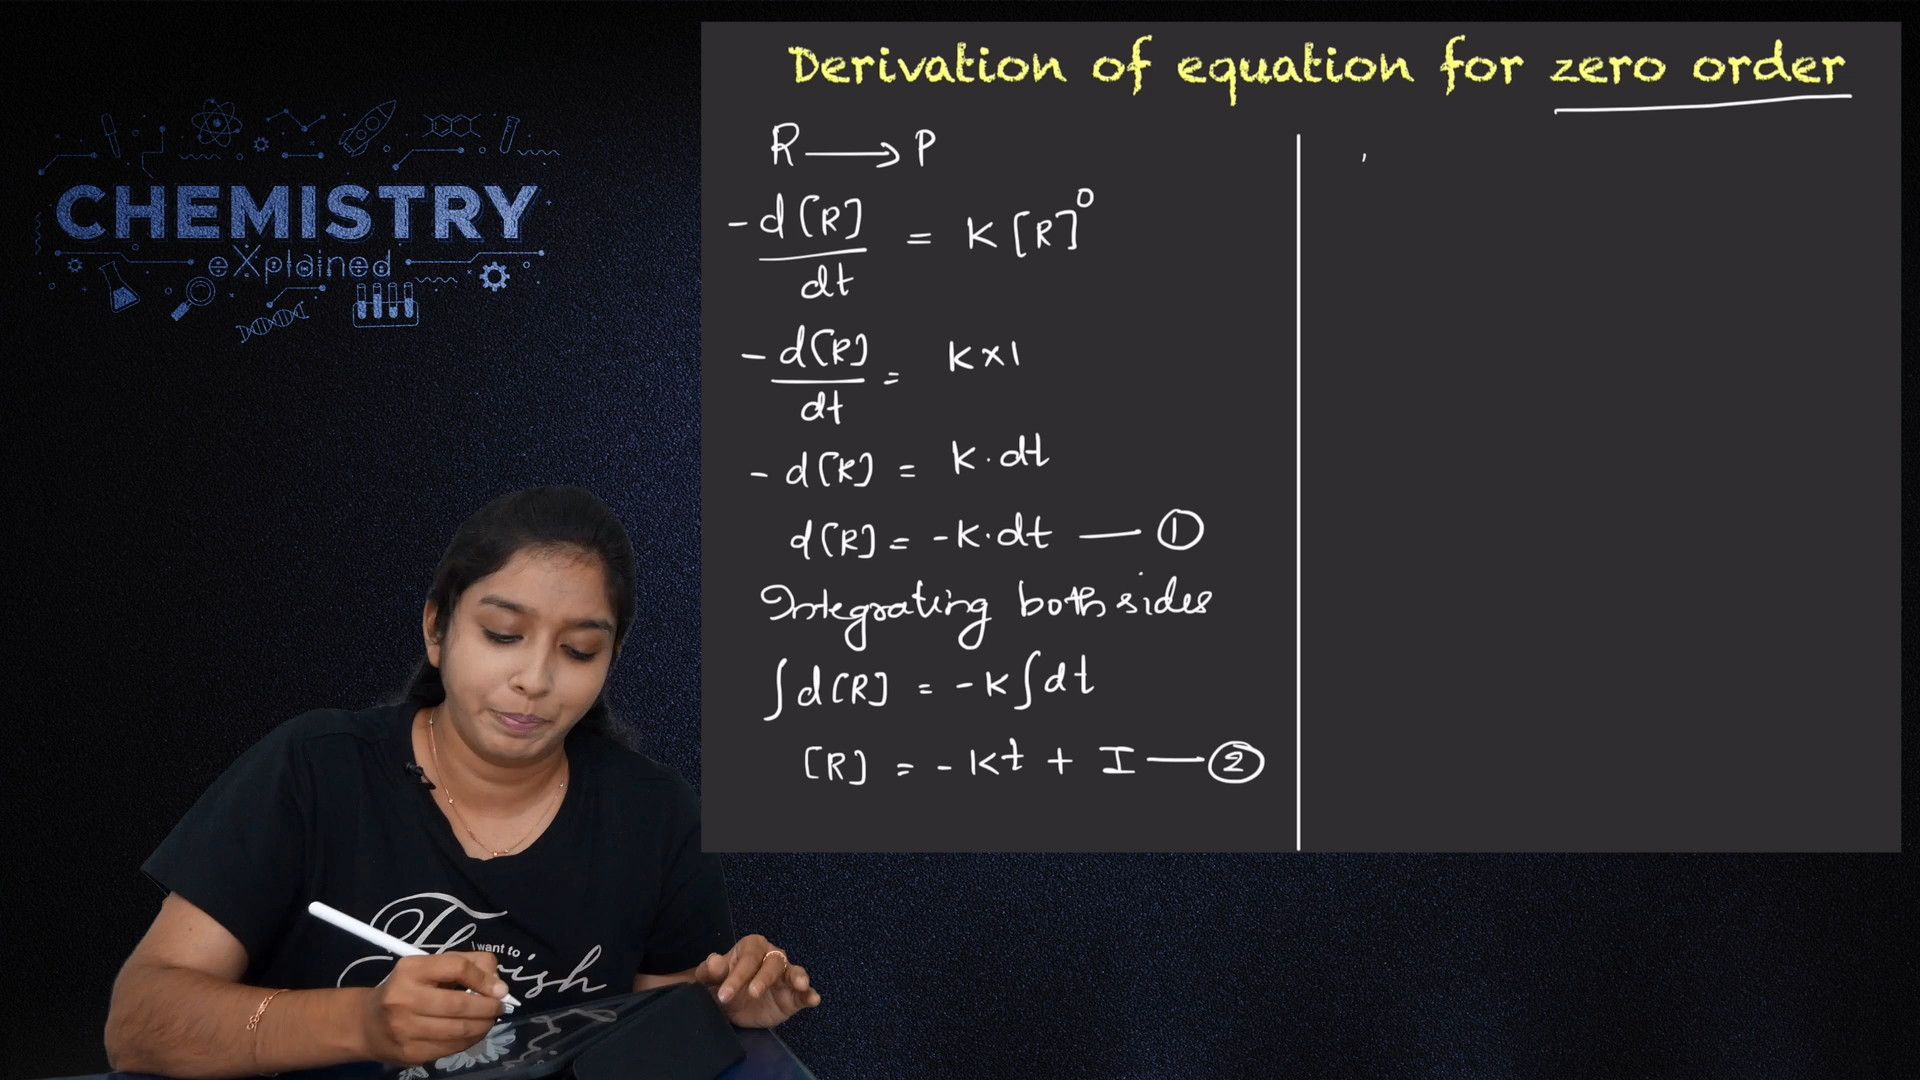 CHEMISTRY
eXplained
Derivation of equation for zero order
R ⟶ P
-d[R]/dt = K[R]⁰
-d[R]/dt = K×1
-d[R] = K·dt
d[R] = -K·dt — ①
Integrating both sides
∫d[R] = -K∫dt
[R] = -Kt + I — ②
I want to